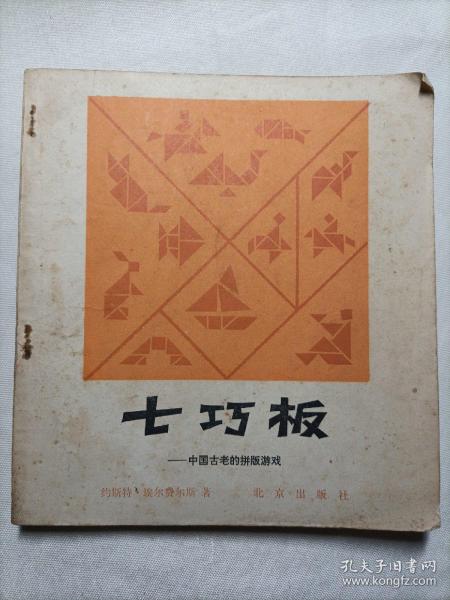 七巧板
——中国古老的拼版游戏
约斯特·埃尔费尔斯 著 北京出版社
孔夫子旧书网
www.kongfz.com